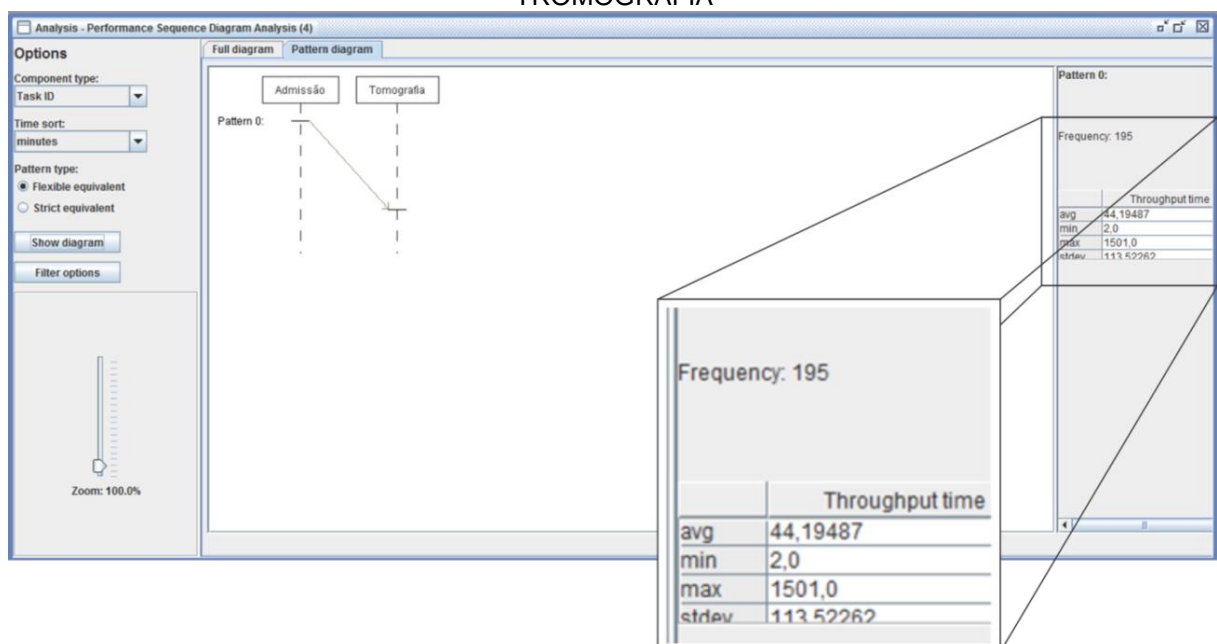 Analysis - Performance Sequence Diagram Analysis (4)
Options
Component type:
Task ID
Time sort:
minutes
Pattern type:
Flexible equivalent
Strict equivalent
Show diagram
Filter options
Zoom: 100.0%
Full diagram Pattern diagram
Admissão Tomografia
Pattern 0:
Pattern 0:
Frequency: 195
Throughput time
avg 44,19487
min 2,0
max 1501,0
stdev 113,52262
Frequency: 195
Throughput time
avg 44,19487
min 2,0
max 1501,0
stdev 113,52262